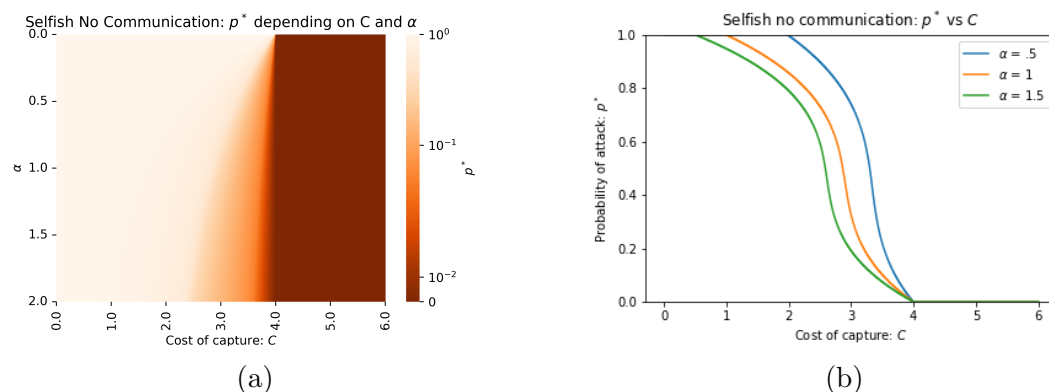 Selfish No Communication: p* depending on C and α
0.0
0.5
1.0
1.5
2.0
α
0.0
1.0
2.0
3.0
4.0
5.0
6.0
Cost of capture: C
10⁰
10⁻¹
10⁻²
0
p*
(a)
Selfish no communication: p* vs C
1.0
0.8
0.6
0.4
0.2
0.0
Probability of attack: p*
α = .5
α = 1
α = 1.5
0
1
2
3
4
5
6
Cost of capture: C
(b)